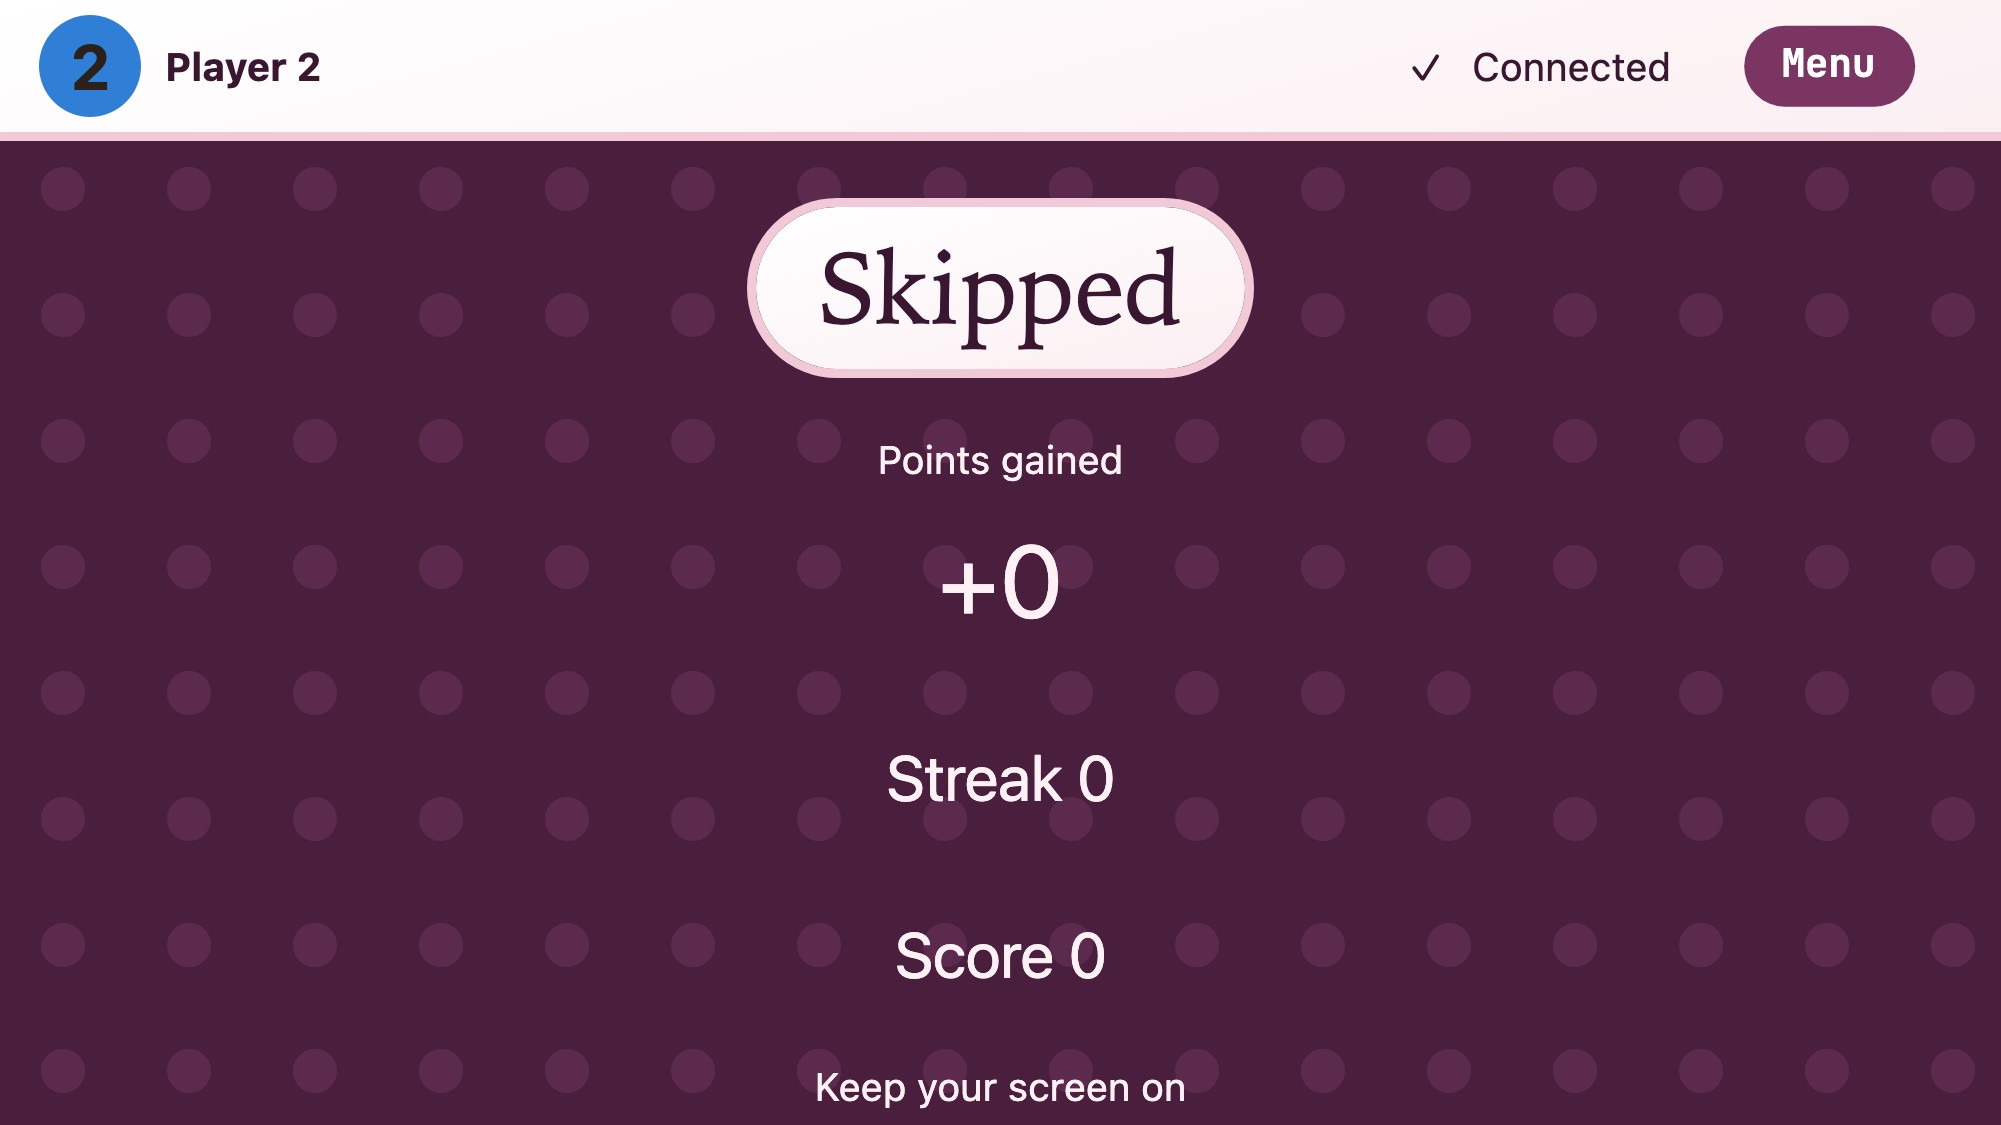 2 Player 2 ✓ Connected Menu
Skipped
Points gained
+0
Streak 0
Score 0
Keep your screen on